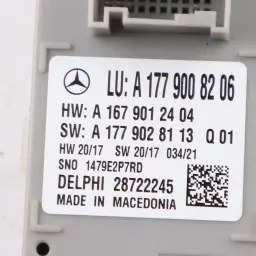 LU: A 177 900 82 06
HW: A 167 901 24 04
SW: A 177 902 81 13 Q 01
HW 20/17 SW 20/17 034/21
SNO 1479E2P7RD
DELPHI 28722245
MADE IN MACEDONIA